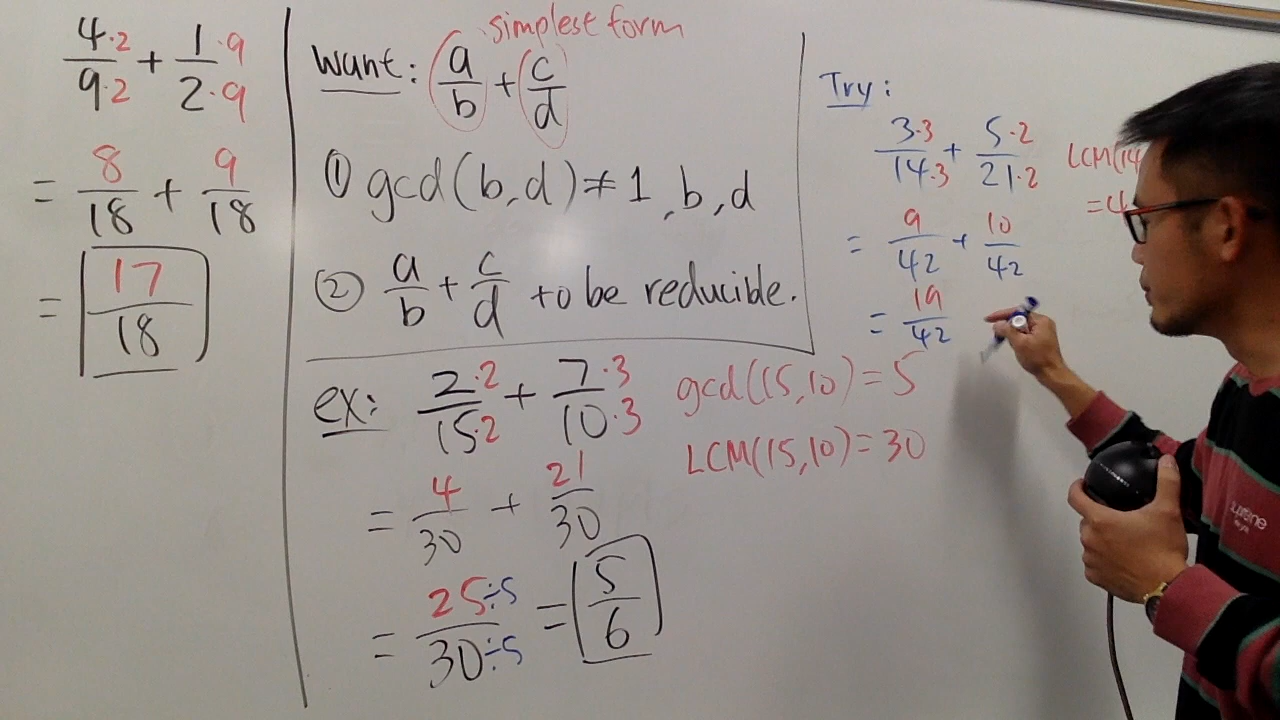 4·2/9·2 + 1·9/2·9
= 8/18 + 9/18
= 17/18
simplest form
Want: a/b + c/d
① gcd(b,d) ≠ 1, b, d
② a/b + c/d to be reducible.
ex: 2·2/15·2 + 7·3/10·3
gcd(15,10) = 5
LCM(15,10) = 30
= 4/30 + 21/30
= 25÷5/30÷5 = 5/6
Try:
3·3/14·3 + 5·2/21·2
LCM(14
= 4
= 9/42 + 10/42
= 19/42